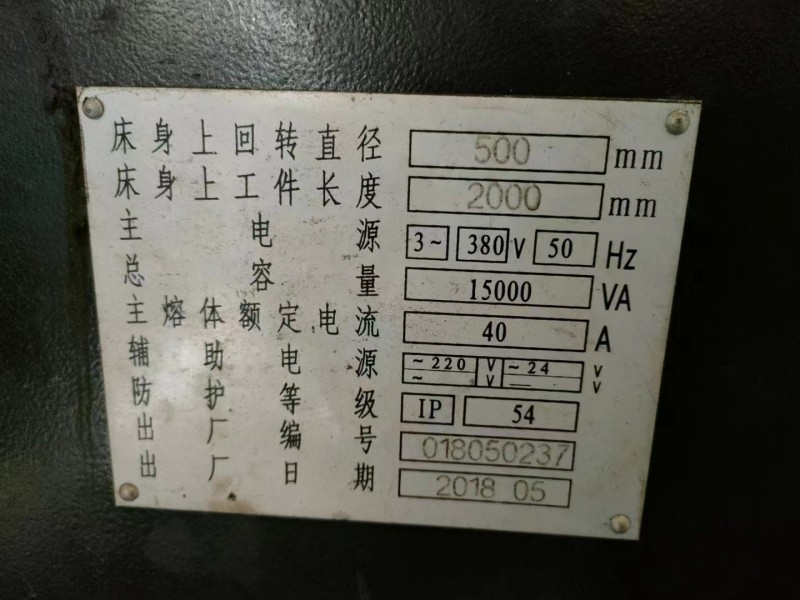 床身上回转直径 500 mm
床身上工件长度 2000 mm
主电源 3~ 380 V 50 Hz
总容量 15000 VA
主熔体额定电流 40 A
辅助电源 ~220 V ~24 V
~ V V
防护等级 IP 54
出厂编号 018050237
出厂日期 2018 05